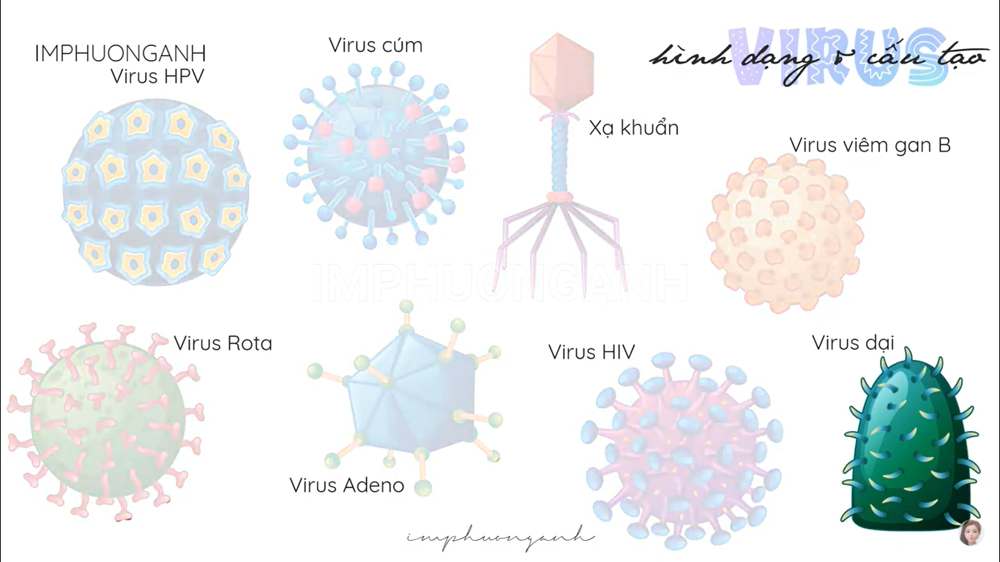 VIRUS
hình dạng & cấu tạo
IMPHUONGANH
Virus HPV
Virus cúm
Xạ khuẩn
Virus viêm gan B
IMPHUONGANH
Virus Rota
Virus Adeno
Virus HIV
Virus dại
imphuonganh